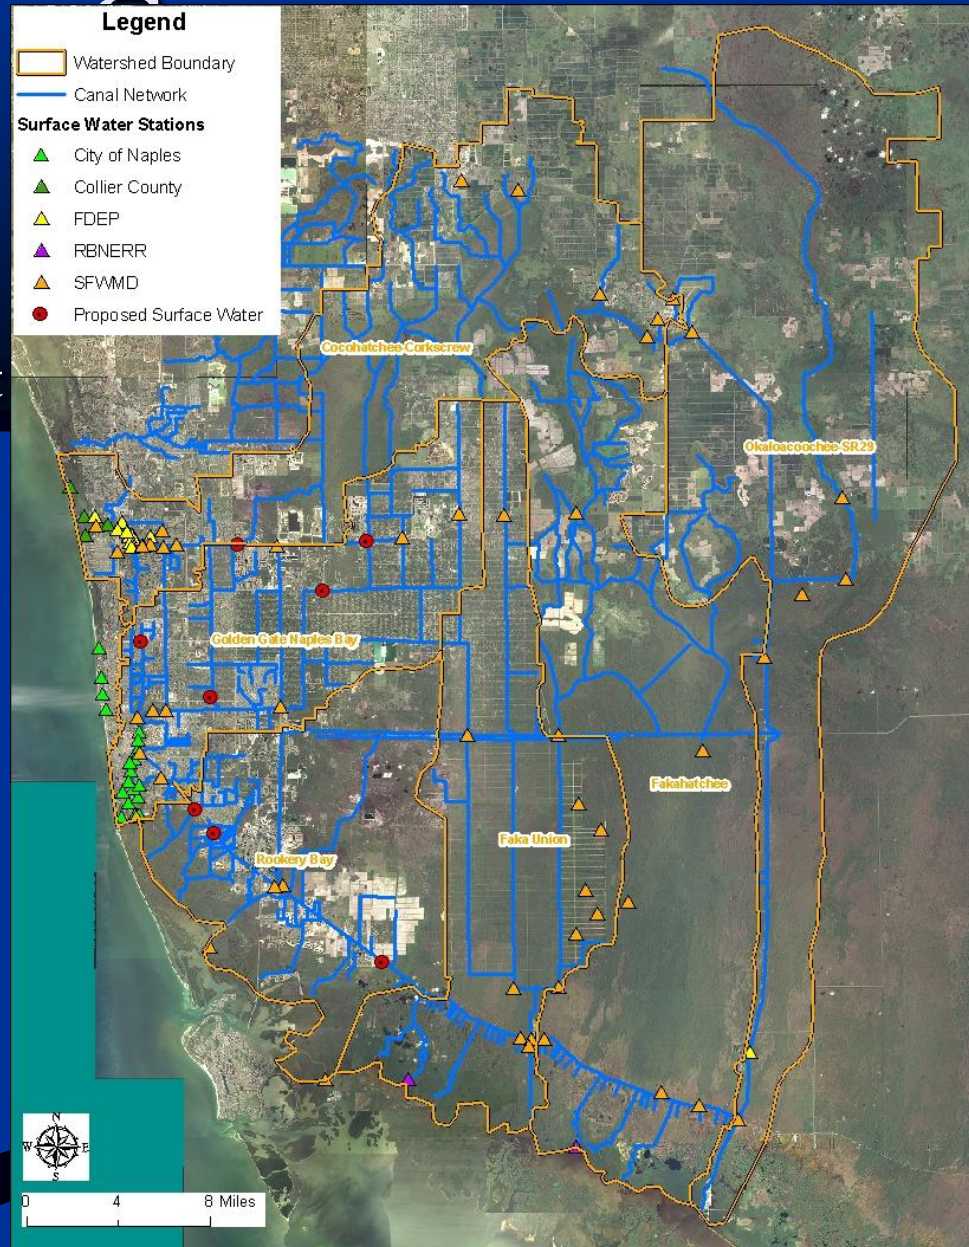 Legend
Watershed Boundary
Canal Network
Surface Water Stations
City of Naples
Collier County
FDEP
RBNERR
SFWMD
Proposed Surface Water
Cocohatchee-Corkscrew
Okaloacoochee-SR29
Golden Gate Naples Bay
Fakahatchee
Faka Union
Rookery Bay
N
W E
S
0 4 8 Miles